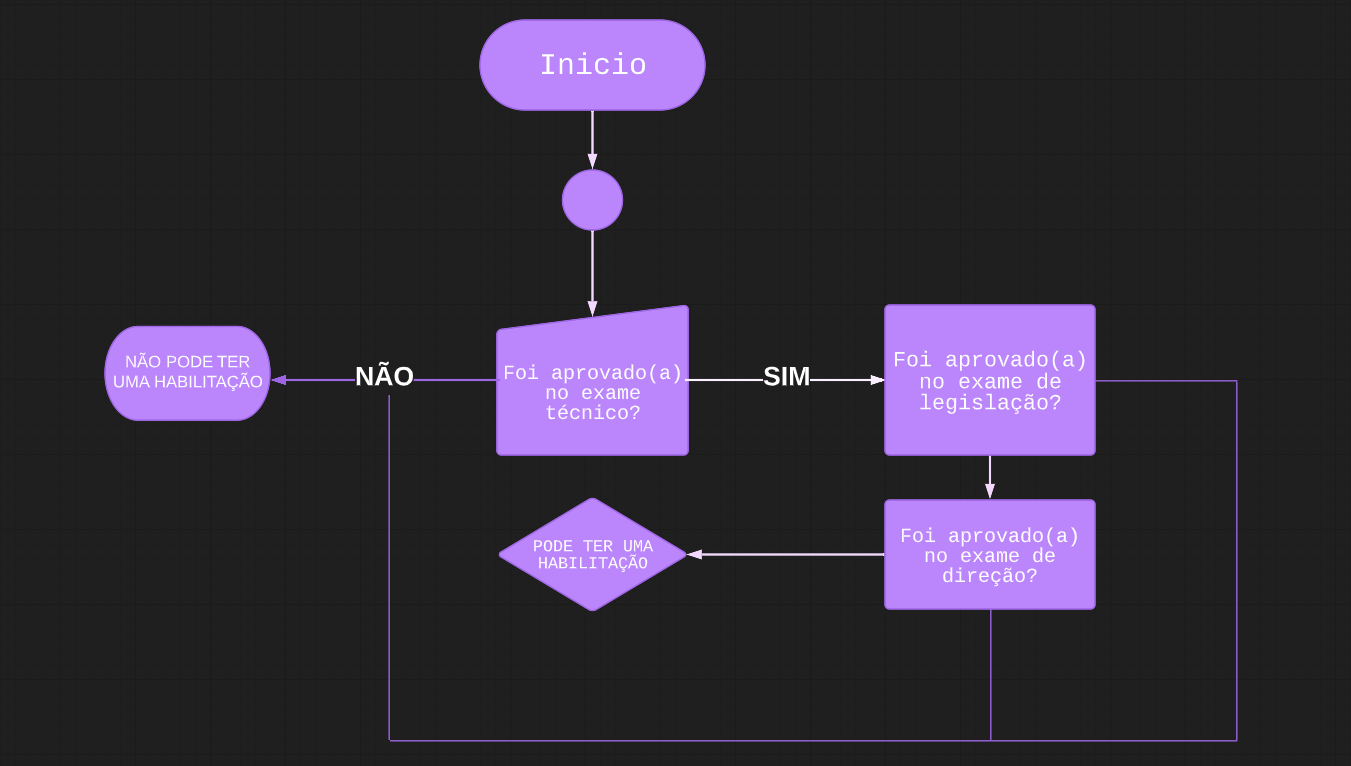 Inicio
NÃO PODE TER
UMA HABILITAÇÃO
NÃO
Foi aprovado(a)
no exame
técnico?
SIM
Foi aprovado(a)
no exame de
legislação?
PODE TER UMA
HABILITAÇÃO
Foi aprovado(a)
no exame de
direção?